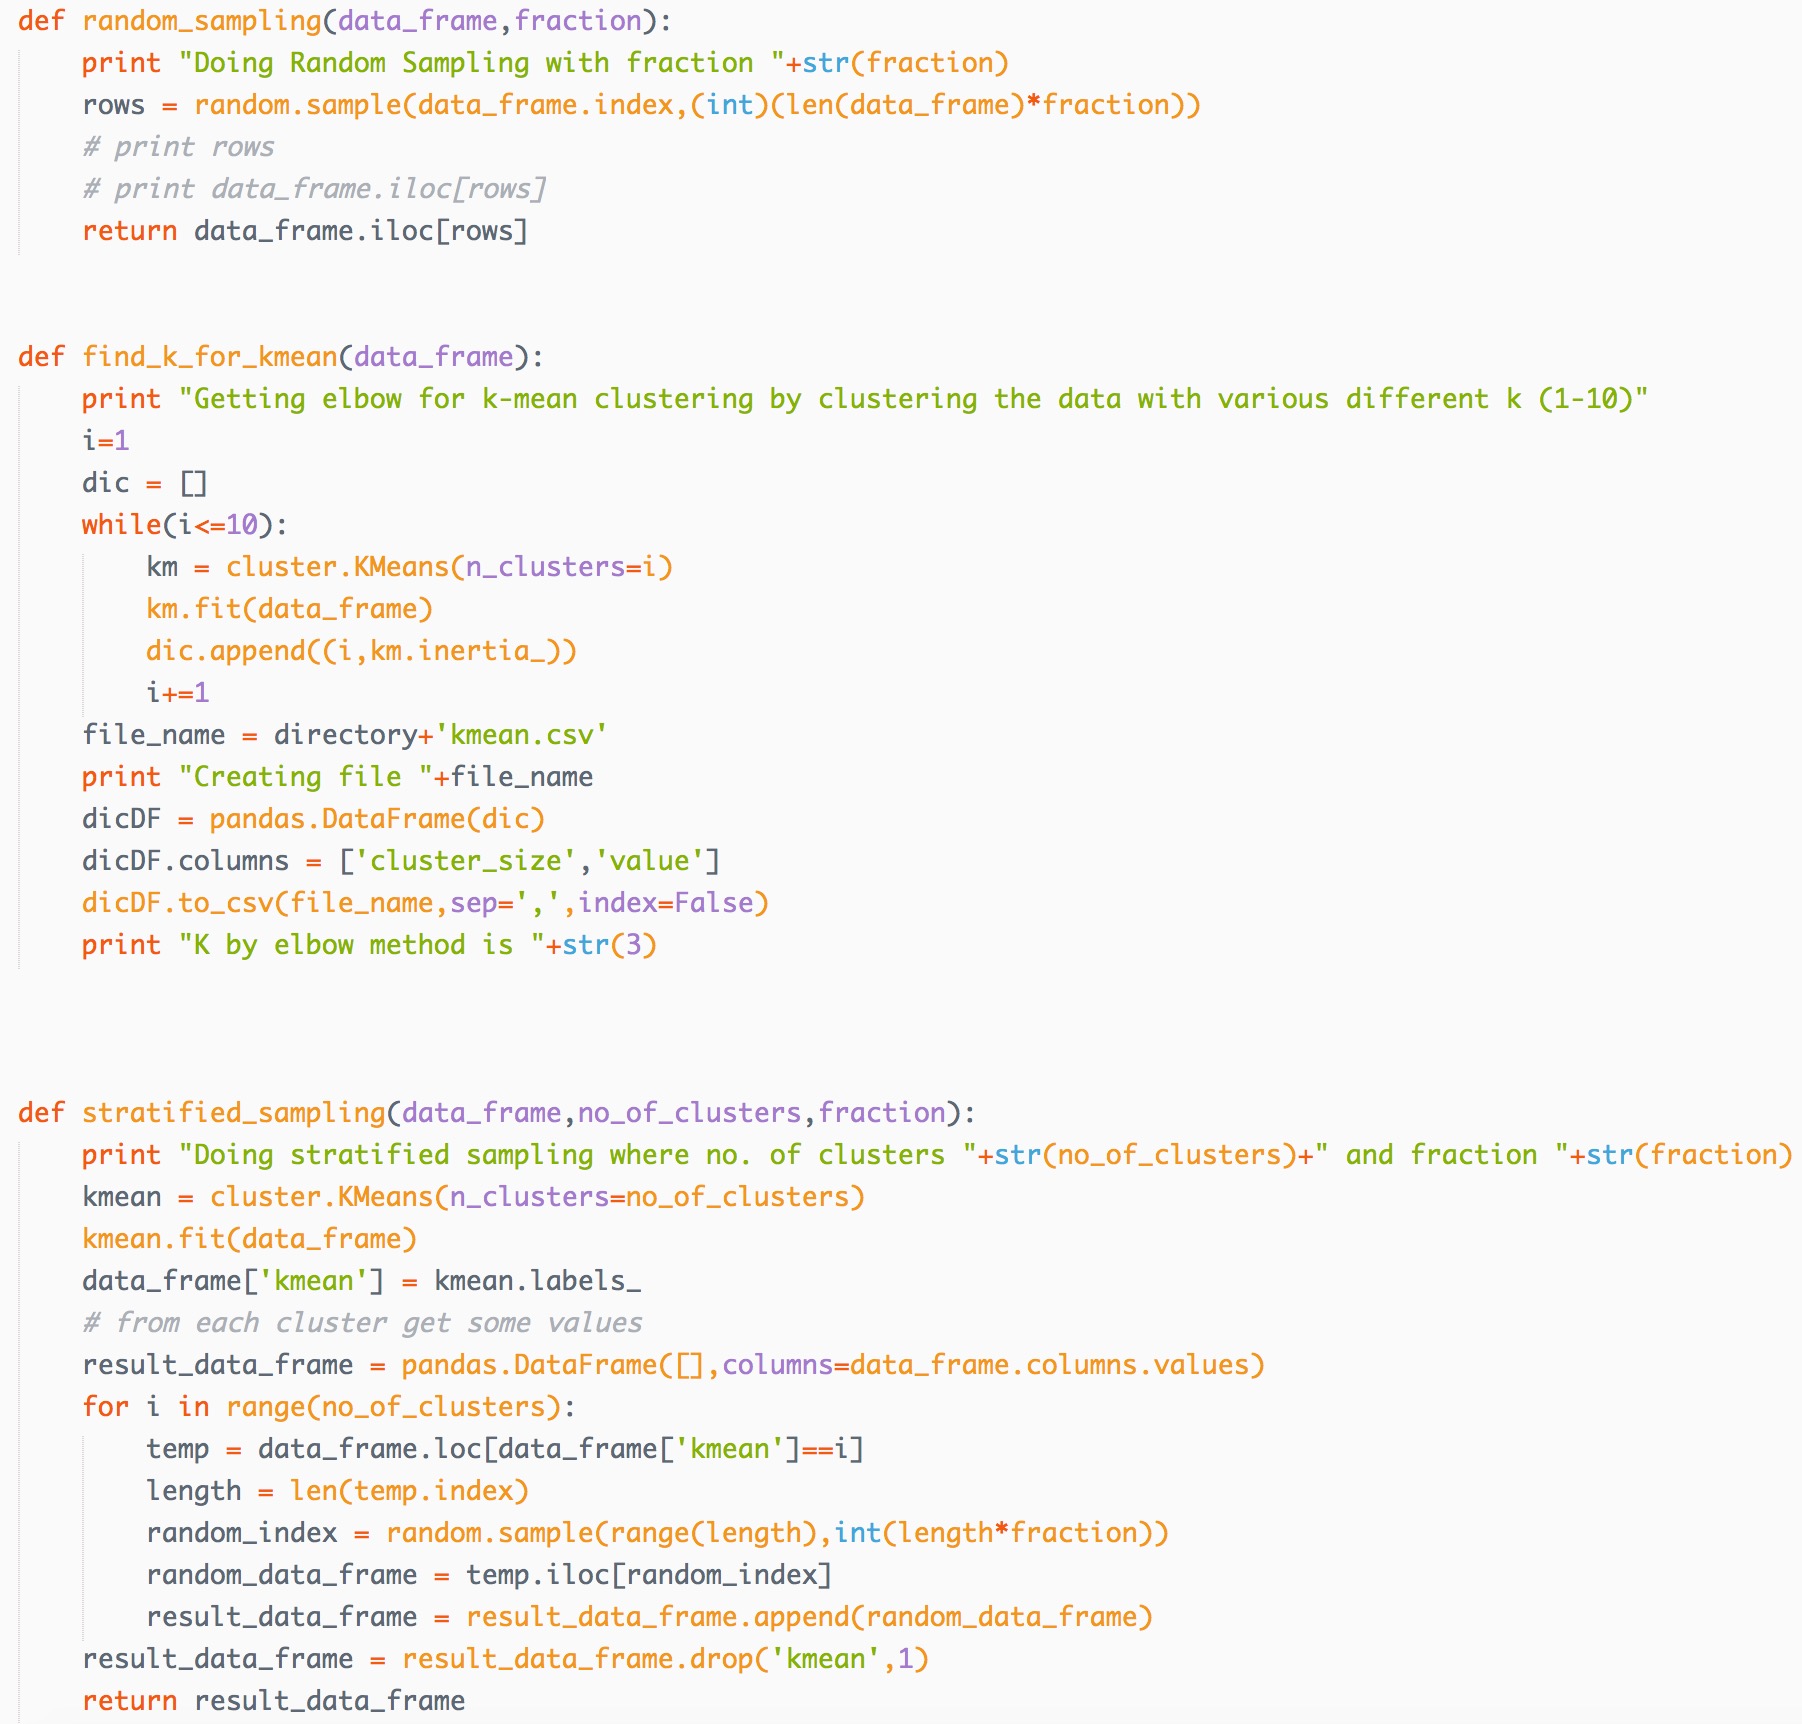 def random_sampling(data_frame,fraction):
    print "Doing Random Sampling with fraction "+str(fraction)
    rows = random.sample(data_frame.index,(int)(len(data_frame)*fraction))
    # print rows
    # print data_frame.iloc[rows]
    return data_frame.iloc[rows]
def find_k_for_kmean(data_frame):
    print "Getting elbow for k-mean clustering by clustering the data with various different k (1-10)"
    i=1
    dic = []
    while(i<=10):
        km = cluster.KMeans(n_clusters=i)
        km.fit(data_frame)
        dic.append((i,km.inertia_))
        i+=1
    file_name = directory+'kmean.csv'
    print "Creating file "+file_name
    dicDF = pandas.DataFrame(dic)
    dicDF.columns = ['cluster_size','value']
    dicDF.to_csv(file_name,sep=',',index=False)
    print "K by elbow method is "+str(3)
def stratified_sampling(data_frame,no_of_clusters,fraction):
    print "Doing stratified sampling where no. of clusters "+str(no_of_clusters)+" and fraction "+str(fraction)
    kmean = cluster.KMeans(n_clusters=no_of_clusters)
    kmean.fit(data_frame)
    data_frame['kmean'] = kmean.labels_
    # from each cluster get some values
    result_data_frame = pandas.DataFrame([],columns=data_frame.columns.values)
    for i in range(no_of_clusters):
        temp = data_frame.loc[data_frame['kmean']==i]
        length = len(temp.index)
        random_index = random.sample(range(length),int(length*fraction))
        random_data_frame = temp.iloc[random_index]
        result_data_frame = result_data_frame.append(random_data_frame)
    result_data_frame = result_data_frame.drop('kmean',1)
    return result_data_frame